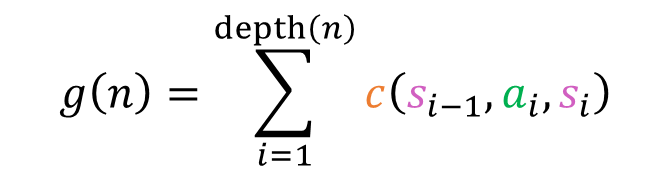 depth(n)
g(n) = ∑ c(s_{i−1}, a_i, s_i)
i=1